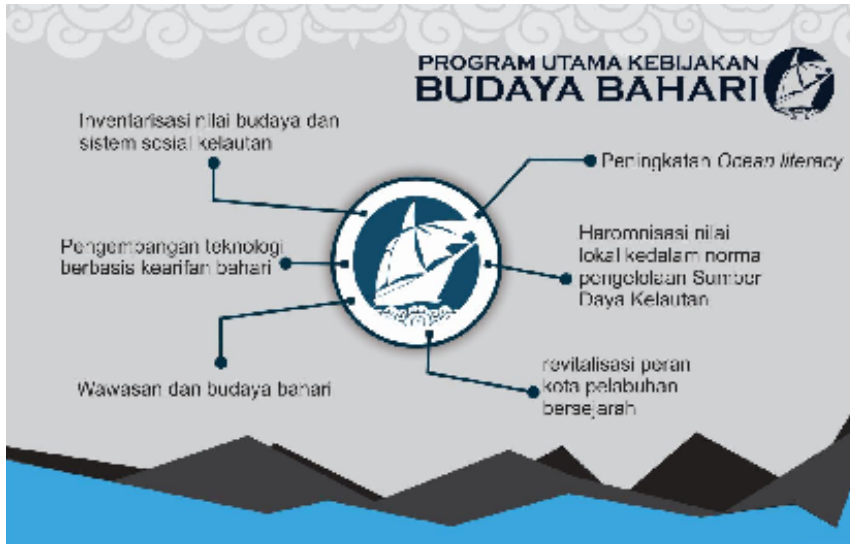 PROGRAM UTAMA KEBIJAKAN
BUDAYA BAHARI
Inventarisasi nilai budaya dan
sistem sosial kelautan
Pengembangan teknologi
berbasis kearifan bahari
Wawasan dan budaya bahari
Peningkatan Ocean literacy
Haromnisasi nilai
lokal kedalam norma
pengelolaan Sumber
Daya Kelautan
revitalisasi peran
kota pelabuhan
bersejarah